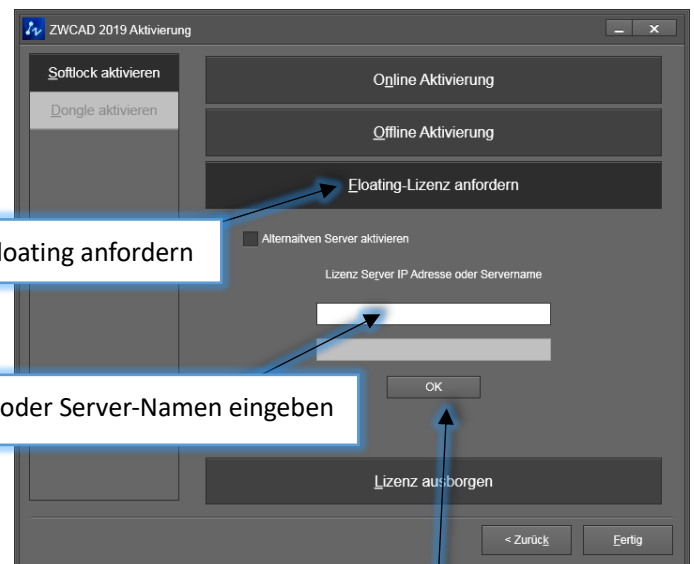 ZWCAD 2019 Aktivierung
Softlock aktivieren
Dongle aktivieren
Online Aktivierung
Offline Aktivierung
Floating-Lizenz anfordern
loating anfordern
Alternaitven Server aktivieren
Lizenz Server IP Adresse oder Servername
oder Server-Namen eingeben
OK
Lizenz ausborgen
< Zurück
Fertig